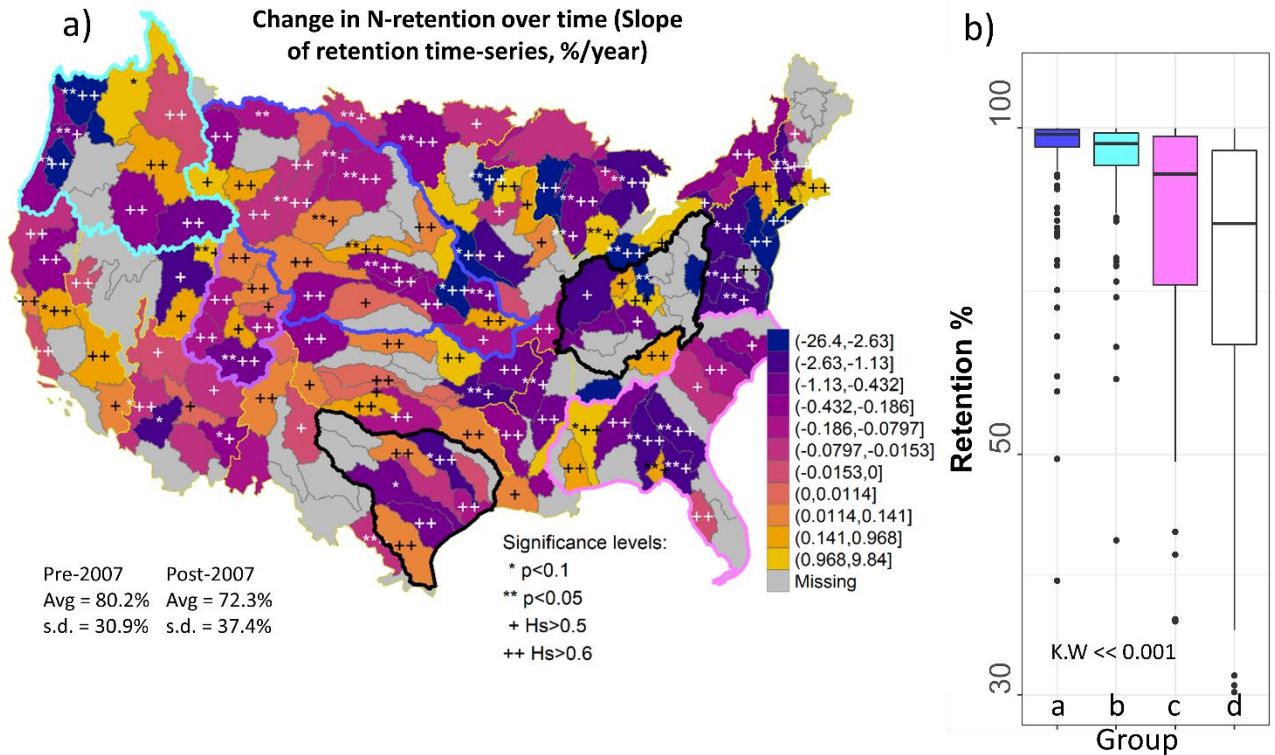 a)
Change in N-retention over time (Slope
of retention time-series, %/year)
(-26.4,-2.63]
(-2.63,-1.13]
(-1.13,-0.432]
(-0.432,-0.186]
(-0.186,-0.0797]
(-0.0797,-0.0153]
(-0.0153,0]
(0,0.0114]
(0.0114,0.141]
(0.141,0.968]
(0.968,9.84]
Missing
Significance levels:
* p<0.1
** p<0.05
+ Hs>0.5
++ Hs>0.6
Pre-2007 Post-2007
Avg = 80.2% Avg = 72.3%
s.d. = 30.9% s.d. = 37.4%
b)
Retention %
100
50
30
K.W << 0.001
a b c d
Group